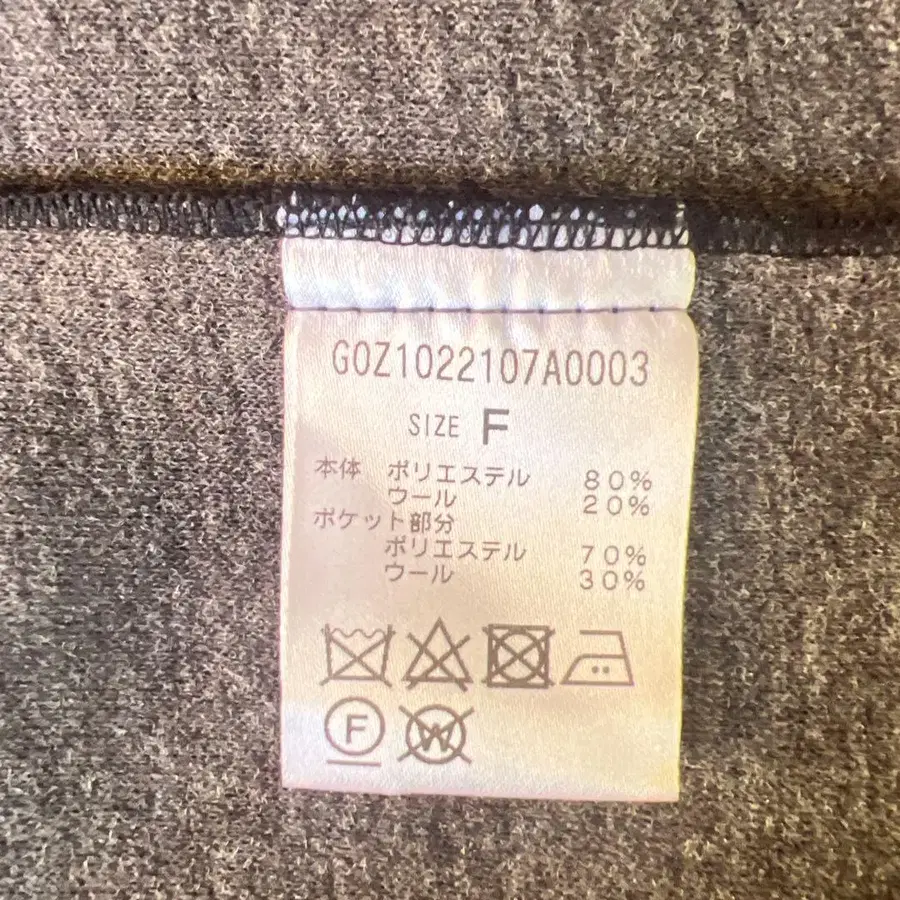 G0Z1022107A0003
SIZE F
本体 ポリエステル 80%
ウール 20%
ポケット部分
ポリエステル 70%
ウール 30%
F W